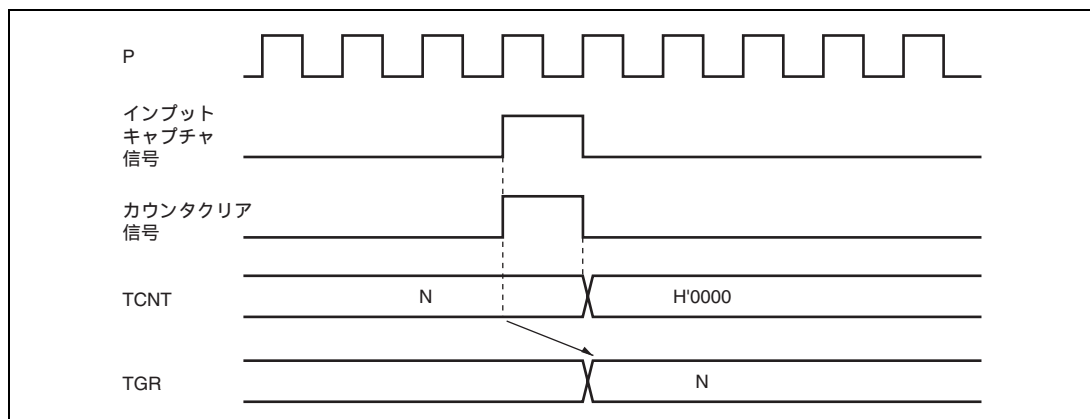 P
インプット
キャプチャ
信号
カウンタクリア
信号
TCNT
N
H'0000
TGR
N